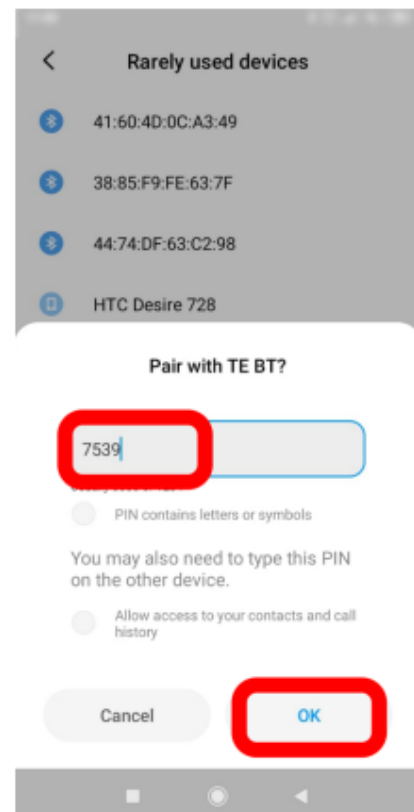 Rarely used devices
41:60:4D:0C:A3:49
38:85:F9:FE:63:7F
44:74:DF:63:C2:98
HTC Desire 728
Pair with TE BT?
7539
PIN contains letters or symbols
You may also need to type this PIN
on the other device.
Allow access to your contacts and call
history
Cancel
OK